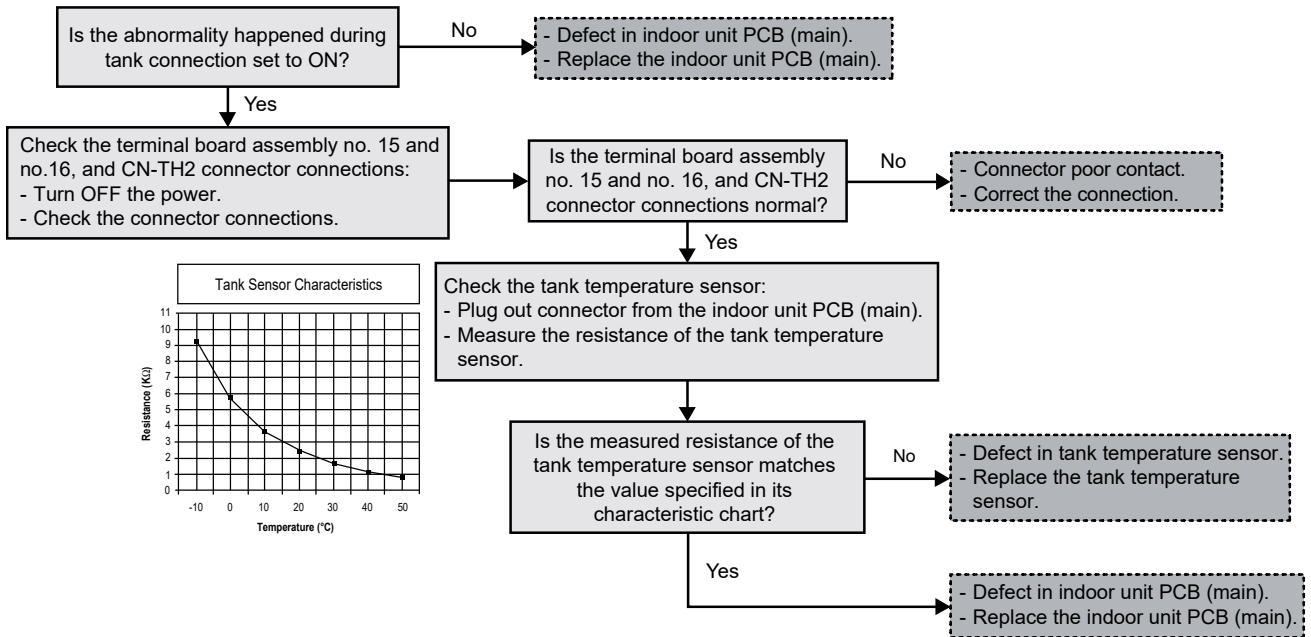 Is the abnormality happened during
tank connection set to ON?
No
- Defect in indoor unit PCB (main).
- Replace the indoor unit PCB (main).
Yes
Check the terminal board assembly no. 15 and
no.16, and CN-TH2 connector connections:
- Turn OFF the power.
- Check the connector connections.
Is the terminal board assembly
no. 15 and no. 16, and CN-TH2
connector connections normal?
No
- Connector poor contact.
- Correct the connection.
Yes
Tank Sensor Characteristics
11
10
9
8
7
6
5
4
3
2
1
0
Resistance (KΩ)
-10 0 10 20 30 40 50
Temperature (°C)
Check the tank temperature sensor:
- Plug out connector from the indoor unit PCB (main).
- Measure the resistance of the tank temperature
sensor.
Is the measured resistance of the
tank temperature sensor matches
the value specified in its
characteristic chart?
No
- Defect in tank temperature sensor.
- Replace the tank temperature
sensor.
Yes
- Defect in indoor unit PCB (main).
- Replace the indoor unit PCB (main).